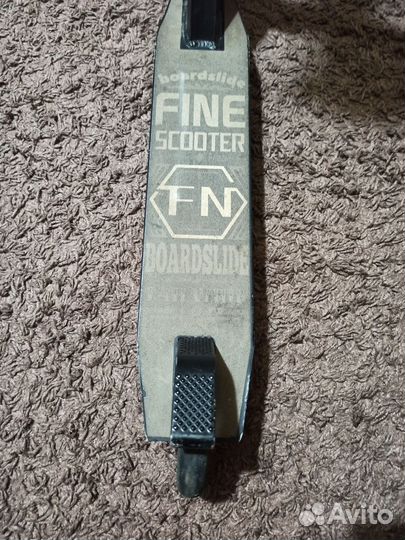 boardslide
FINE
SCOOTER
FN
BOARDSLIDE
Avito